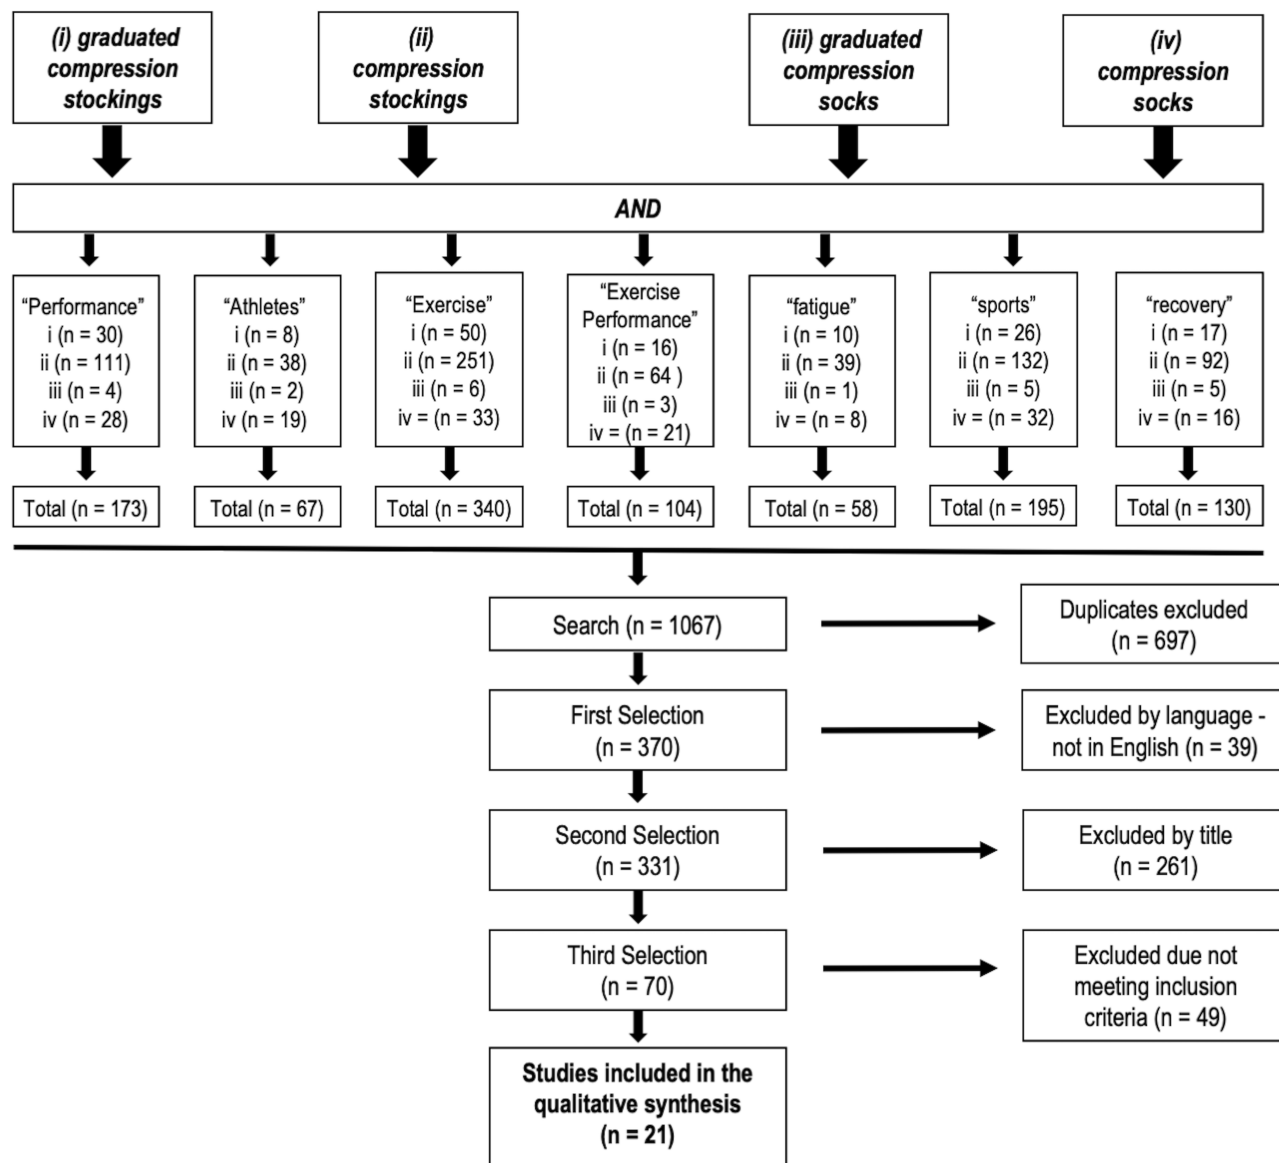 (i) graduated
compression
stockings
(ii)
compression
stockings
(iii) graduated
compression
socks
(iv)
compression
socks
AND
“Performance”
i (n = 30)
ii (n = 111)
iii (n = 4)
iv (n = 28)
“Athletes”
i (n = 8)
ii (n = 38)
iii (n = 2)
iv (n = 19)
“Exercise”
i (n = 50)
ii (n = 251)
iii (n = 6)
iv = (n = 33)
“Exercise
Performance”
i (n = 16)
ii (n = 64 )
iii (n = 3)
iv = (n = 21)
“fatigue”
i (n = 10)
ii (n = 39)
iii (n = 1)
iv = (n = 8)
“sports”
i (n = 26)
ii (n = 132)
iii (n = 5)
iv = (n = 32)
“recovery”
i (n = 17)
ii (n = 92)
iii (n = 5)
iv = (n = 16)
Total (n = 173)
Total (n = 67)
Total (n = 340)
Total (n = 104)
Total (n = 58)
Total (n = 195)
Total (n = 130)
Search (n = 1067)
Duplicates excluded
(n = 697)
First Selection
(n = 370)
Excluded by language -
not in English (n = 39)
Second Selection
(n = 331)
Excluded by title
(n = 261)
Third Selection
(n = 70)
Excluded due not
meeting inclusion
criteria (n = 49)
Studies included in the
qualitative synthesis
(n = 21)